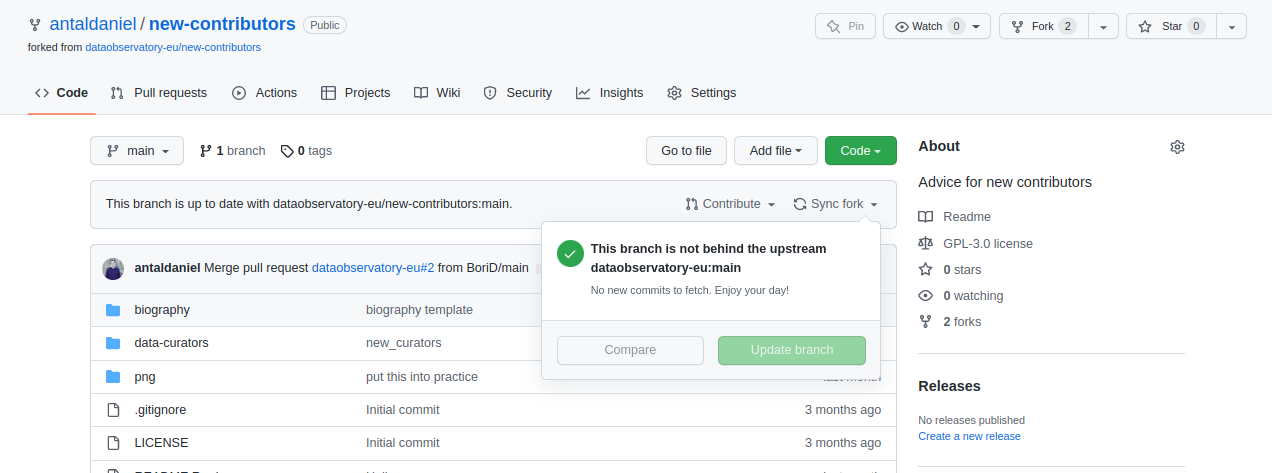 antaldaniel / new-contributors Public
Pin Watch 0 Fork 2 Star 0
forked from dataobservatory-eu/new-contributors
Code Pull requests Actions Projects Wiki Security Insights Settings
main 1 branch 0 tags Go to file Add file Code
This branch is up to date with dataobservatory-eu/new-contributors:main. Contribute Sync fork
This branch is not behind the upstream
dataobservatory-eu:main
No new commits to fetch. Enjoy your day!
Compare Update branch
antaldaniel Merge pull request dataobservatory-eu#2 from BoriD/main
biography biography template
data-curators new_curators
png put this into practice last month
.gitignore Initial commit 3 months ago
LICENSE Initial commit 3 months ago
About
Advice for new contributors
Readme
GPL-3.0 license
0 stars
0 watching
2 forks
Releases
No releases published
Create a new release